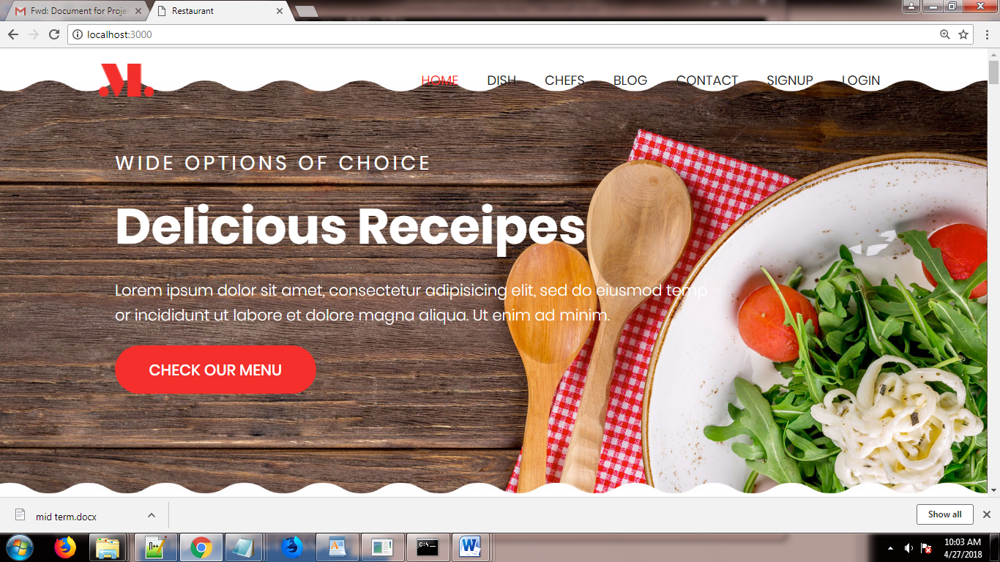 Fwd: Document for Proje
Restaurant
localhost:3000
HOME DISH CHEFS BLOG CONTACT SIGNUP LOGIN
WIDE OPTIONS OF CHOICE
Delicious Receipes
Lorem ipsum dolor sit amet, consectetur adipisicing elit, sed do eiusmod temp
or incididunt ut labore et dolore magna aliqua. Ut enim ad minim.
CHECK OUR MENU
mid term.docx
Show all
10:03 AM
4/27/2018